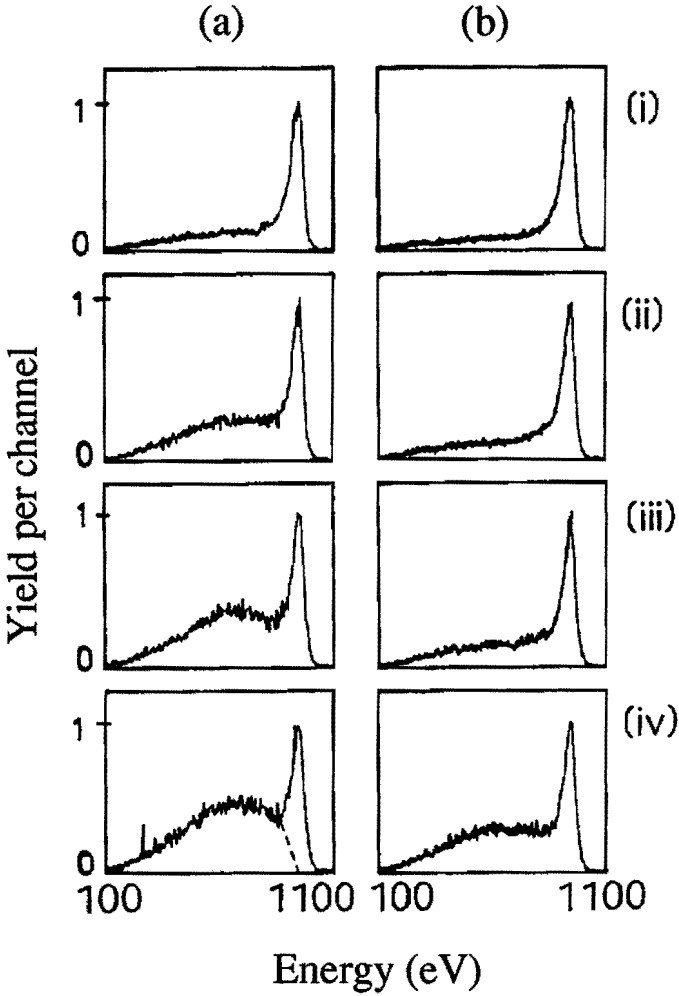 (a) (b)
1 (i)
0
1 (ii)
0
1 (iii)
0
1 (iv)
0
100 1100 100 1100
Yield per channel
Energy (eV)